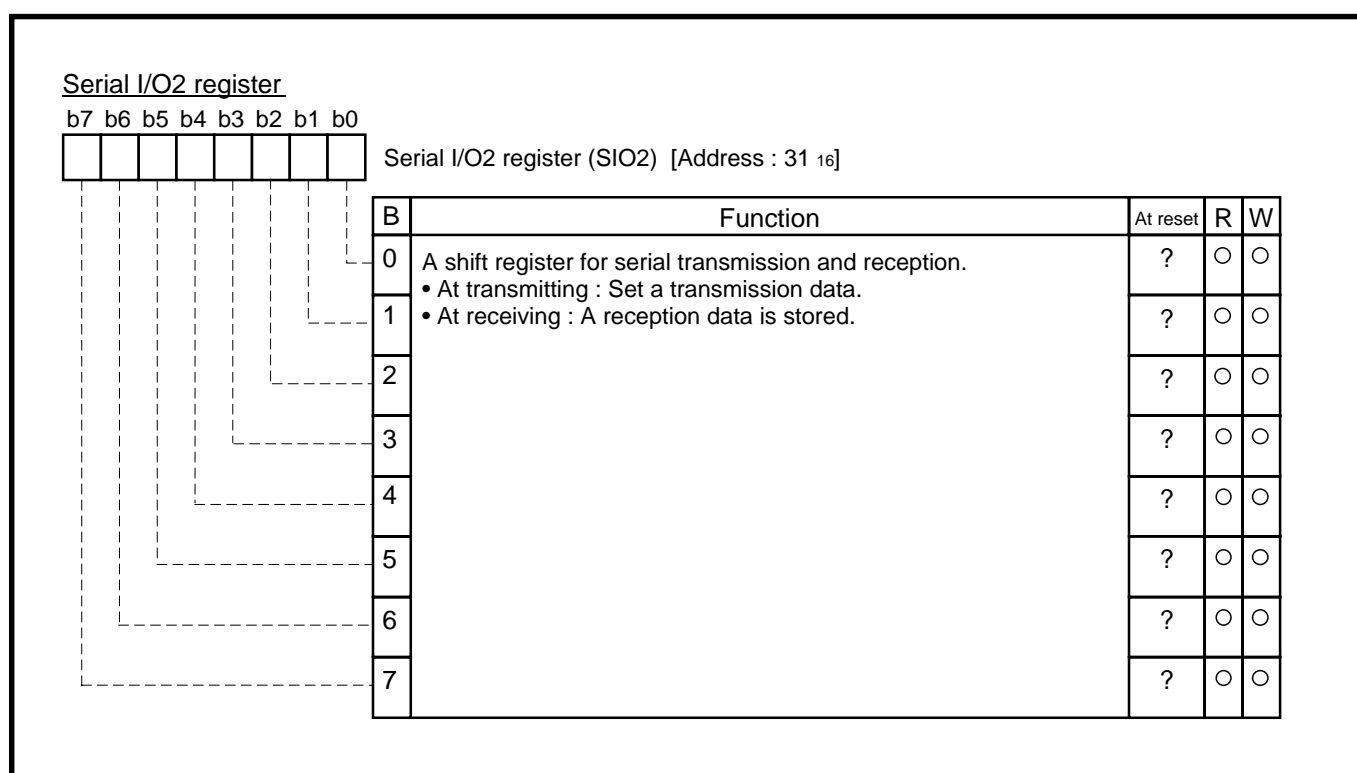 Serial I/O2 register
b7 b6 b5 b4 b3 b2 b1 b0
Serial I/O2 register (SIO2) [Address : 31 16]
B Function At reset R W
0 A shift register for serial transmission and reception. ? ○ ○
• At transmitting : Set a transmission data.
1 • At receiving : A reception data is stored. ? ○ ○
2 ? ○ ○
3 ? ○ ○
4 ? ○ ○
5 ? ○ ○
6 ? ○ ○
7 ? ○ ○